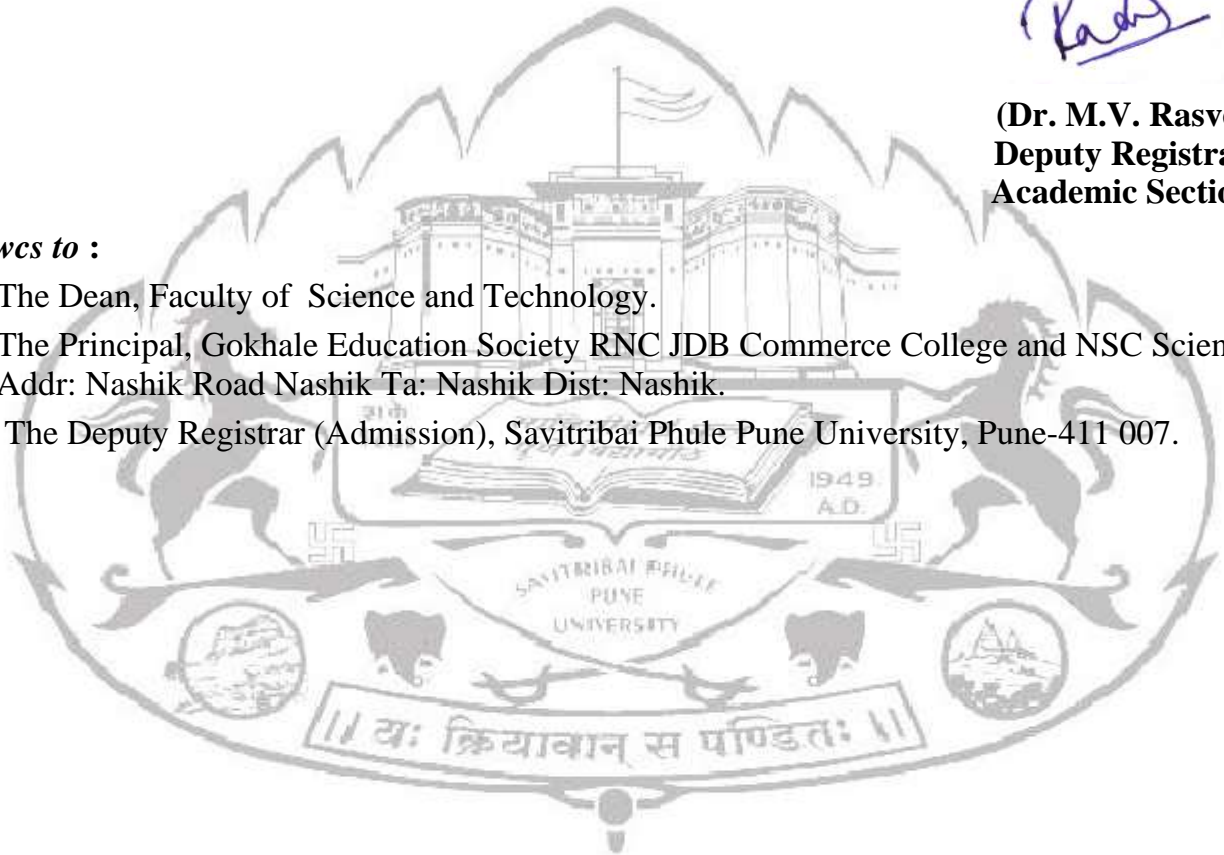 (Dr. M.V. Rasv
Deputy Registra
Academic Sectio
wcs to :
The Dean, Faculty of Science and Technology.
The Principal, Gokhale Education Society RNC JDB Commerce College and NSC Scien
Addr: Nashik Road Nashik Ta: Nashik Dist: Nashik.
The Deputy Registrar (Admission), Savitribai Phule Pune University, Pune-411 007.
1949
A.D.
SAVITRIBAI PHULE
PUNE
UNIVERSITY
।। यः क्रियावान् स पण्डितः ।।